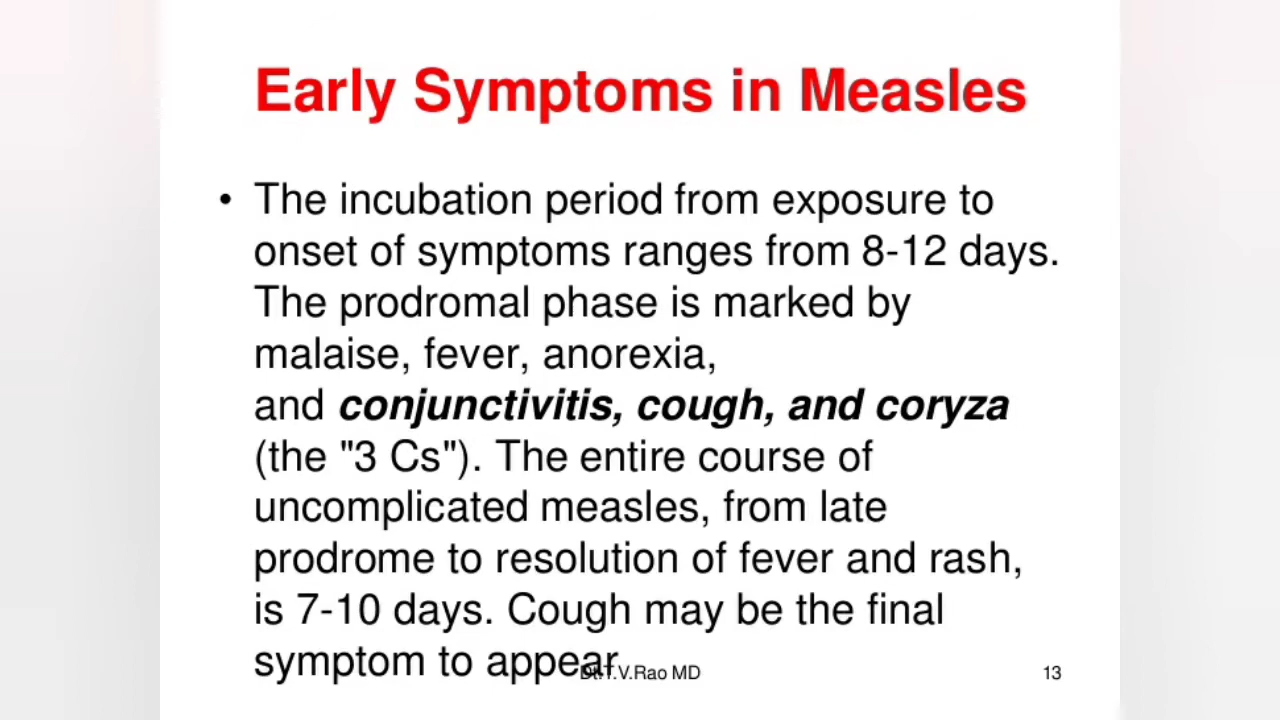 Early Symptoms in Measles
• The incubation period from exposure to
onset of symptoms ranges from 8-12 days.
The prodromal phase is marked by
malaise, fever, anorexia,
and conjunctivitis, cough, and coryza
(the "3 Cs"). The entire course of
uncomplicated measles, from late
prodrome to resolution of fever and rash,
is 7-10 days. Cough may be the final
symptom to appear
Dr.T.V.Rao MD
13